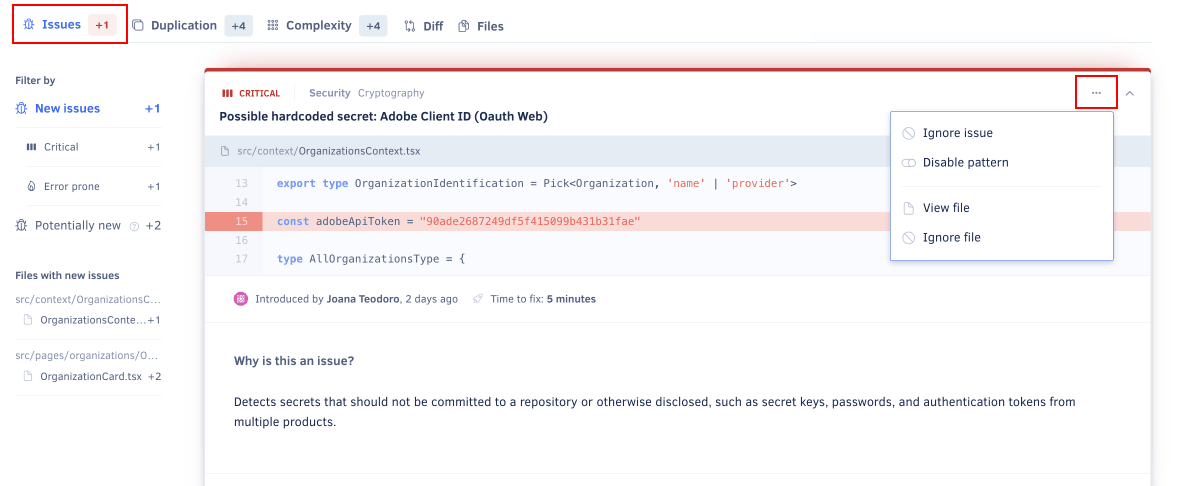 Issues +1 Duplication +4 Complexity +4 Diff Files
Filter by
New issues +1
Critical +1
Error prone +1
Potentially new +2
Files with new issues
src/context/OrganizationsC...
OrganizationsConte... +1
src/pages/organizations/O...
OrganizationCard.tsx +2
CRITICAL Security Cryptography
Possible hardcoded secret: Adobe Client ID (Oauth Web)
src/context/OrganizationsContext.tsx
13 export type OrganizationIdentification = Pick<Organization, 'name' | 'provider'>
14
15 const adobeApiToken = "90ade2687249df5f415099b431b31fae"
16
17 type AllOrganizationsType = {
Ignore issue
Disable pattern
View file
Ignore file
Introduced by Joana Teodoro, 2 days ago Time to fix: 5 minutes
Why is this an issue?
Detects secrets that should not be committed to a repository or otherwise disclosed, such as secret keys, passwords, and authentication tokens from
multiple products.